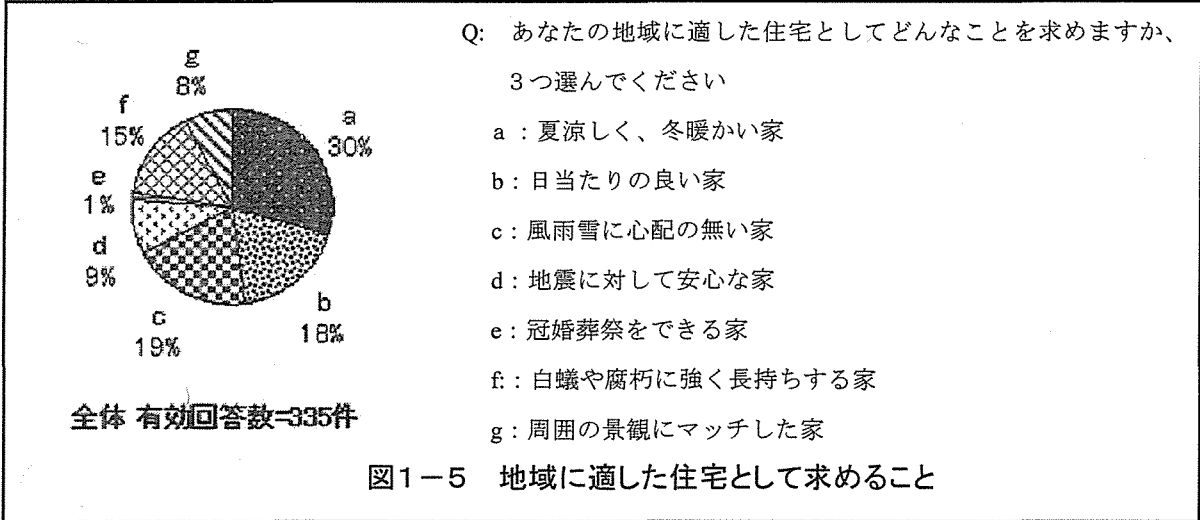 g
8%
f
15%
a
30%
e
1%
d
9%
c
19%
b
18%
全体 有効回答数=335件
Q: あなたの地域に適した住宅としてどんなことを求めますか、
3つ選んでください
a：夏涼しく、冬暖かい家
b：日当たりの良い家
c：風雨雪に心配の無い家
d：地震に対して安心な家
e：冠婚葬祭をできる家
f:：白蟻や腐朽に強く長持ちする家
g：周囲の景観にマッチした家
図1－5 地域に適した住宅として求めること